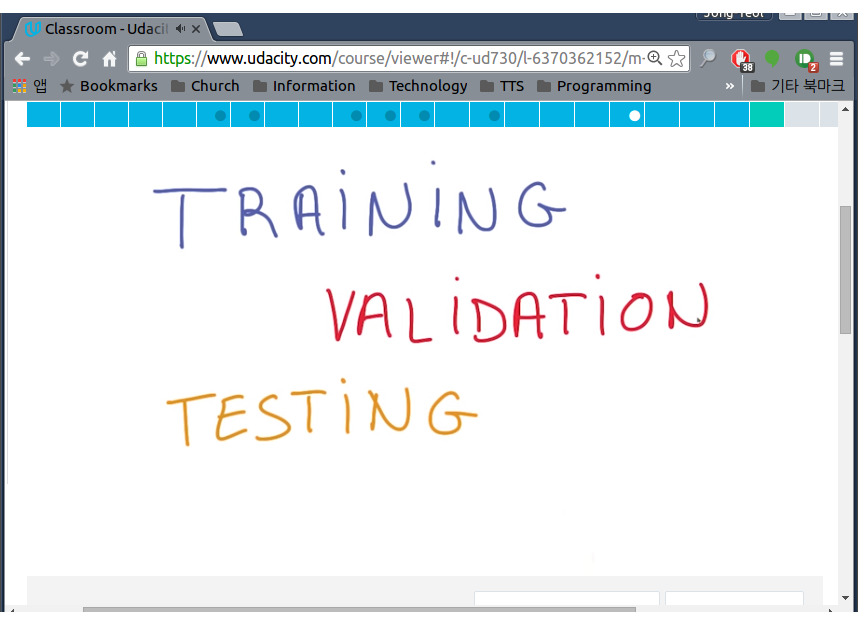 Jong Yeol
Classroom - Udaci
https://www.udacity.com/course/viewer#!/c-ud730/l-6370362152/m-
38
2
앱 Bookmarks Church Information Technology TTS Programming » 기타 북마크
TRAINING
VALIDATION
TESTING